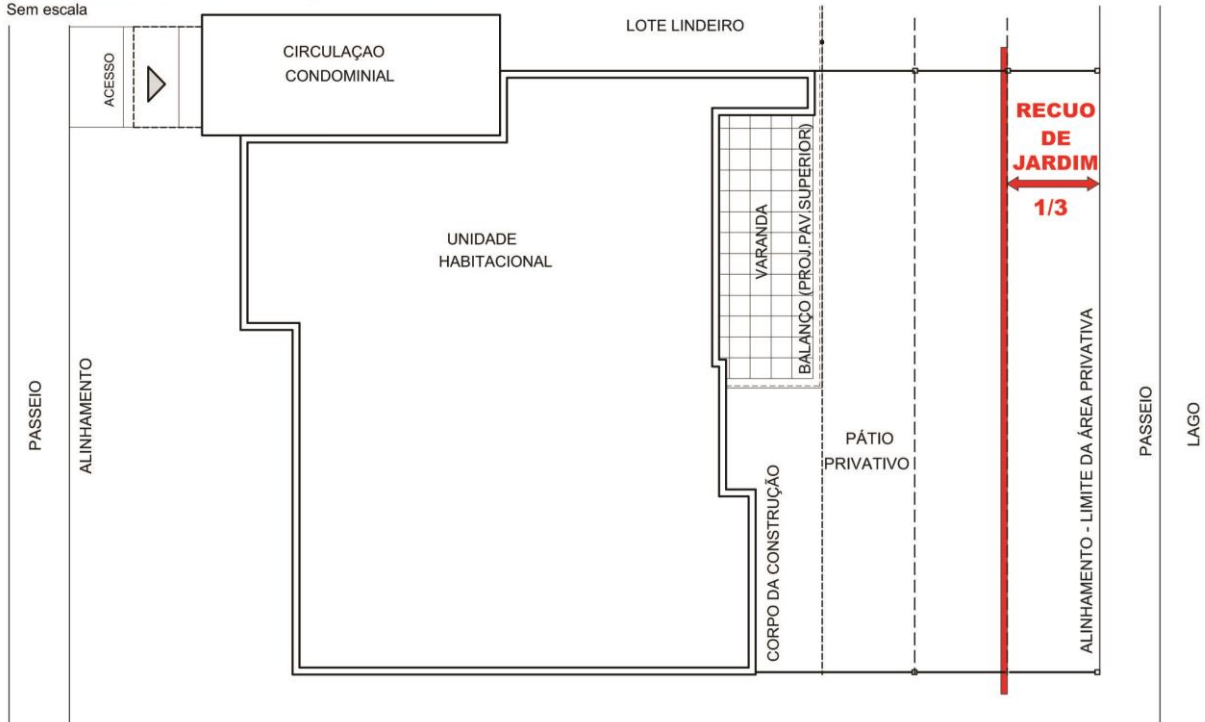 Sem escala
LOTE LINDEIRO
CIRCULAÇAO
CONDOMINIAL
ACESSO
RECUO
DE
JARDIM
1/3
UNIDADE
HABITACIONAL
VARANDA
BALANÇO (PROJ.PAV.SUPERIOR)
PASSEIO
ALINHAMENTO
PÁTIO
PRIVATIVO
CORPO DA CONSTRUÇÃO
ALINHAMENTO - LIMITE DA ÁREA PRIVATIVA
PASSEIO
LAGO